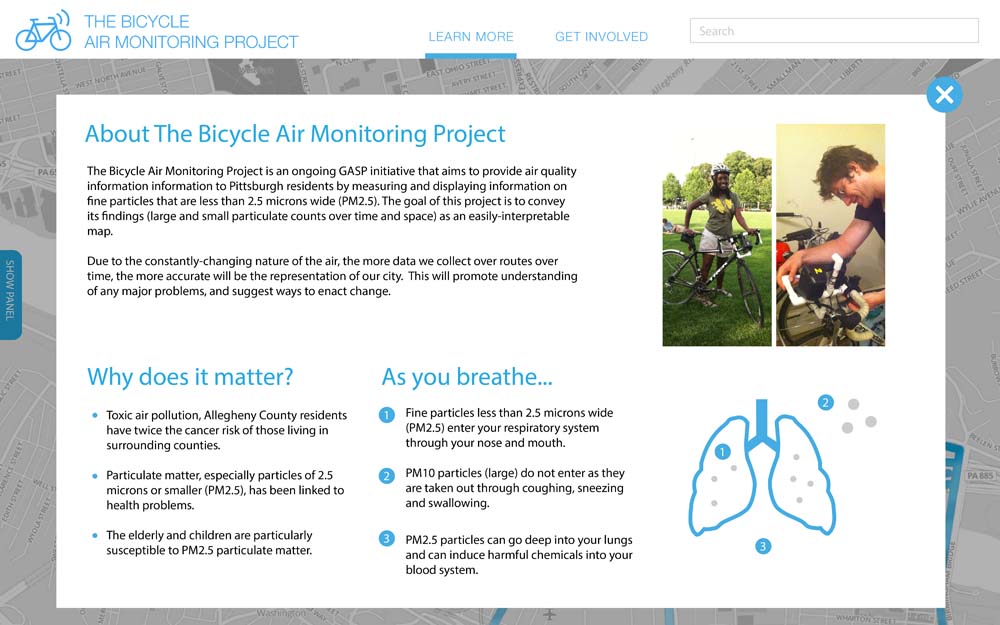 THE BICYCLE
AIR MONITORING PROJECT
LEARN MORE
GET INVOLVED
Search
WEST NORTH AVENUE
EAST OHIO STREET
AVERY STREET
Allegheny
21ST STREET
SMALLMAN
LIBERTY
SHOW PANEL
About The Bicycle Air Monitoring Project
The Bicycle Air Monitoring Project is an ongoing GASP initiative that aims to provide air quality
information information to Pittsburgh residents by measuring and displaying information on
fine particles that are less than 2.5 microns wide (PM2.5). The goal of this project is to convey
its findings (large and small particulate counts over time and space) as an easily-interpretable
map.
Due to the constantly-changing nature of the air, the more data we collect over routes over
time, the more accurate will be the representation of our city. This will promote understanding
of any major problems, and suggest ways to enact change.
Why does it matter?
Toxic air pollution, Allegheny County residents
have twice the cancer risk of those living in
surrounding counties.
Particulate matter, especially particles of 2.5
microns or smaller (PM2.5), has been linked to
health problems.
The elderly and children are particularly
susceptible to PM2.5 particulate matter.
As you breathe...
1 Fine particles less than 2.5 microns wide
(PM2.5) enter your respiratory system
through your nose and mouth.
2 PM10 particles (large) do not enter as they
are taken out through coughing, sneezing
and swallowing.
3 PM2.5 particles can go deep into your lungs
and can induce harmful chemicals into your
blood system.
1
2
3
PA 885
Washington
WHARTON STREET